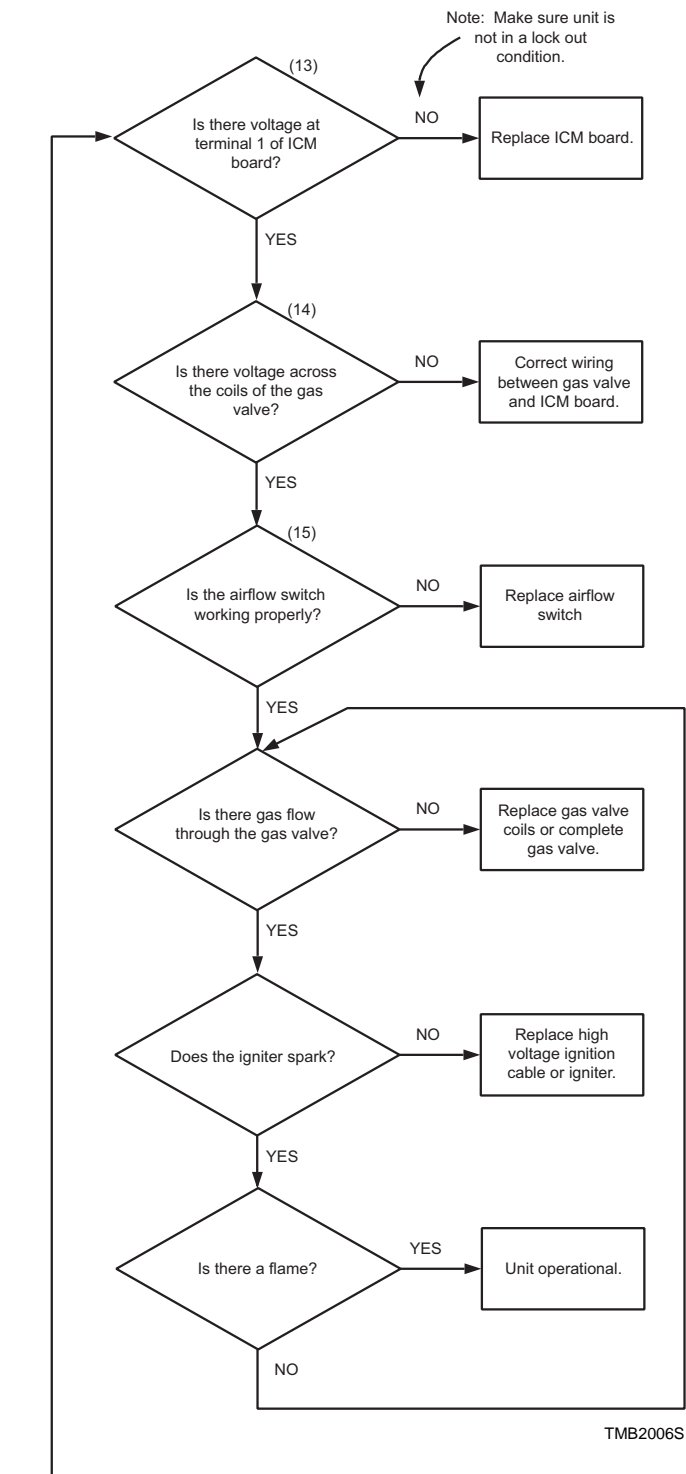 Note: Make sure unit is
not in a lock out
condition.
(13)
Is there voltage at
terminal 1 of ICM
board?
NO
Replace ICM board.
YES
(14)
Is there voltage across
the coils of the gas
valve?
NO
Correct wiring
between gas valve
and ICM board.
YES
(15)
Is the airflow switch
working properly?
NO
Replace airflow
switch
YES
Is there gas flow
through the gas valve?
NO
Replace gas valve
coils or complete
gas valve.
YES
Does the igniter spark?
NO
Replace high
voltage ignition
cable or igniter.
YES
Is there a flame?
YES
Unit operational.
NO
TMB2006S